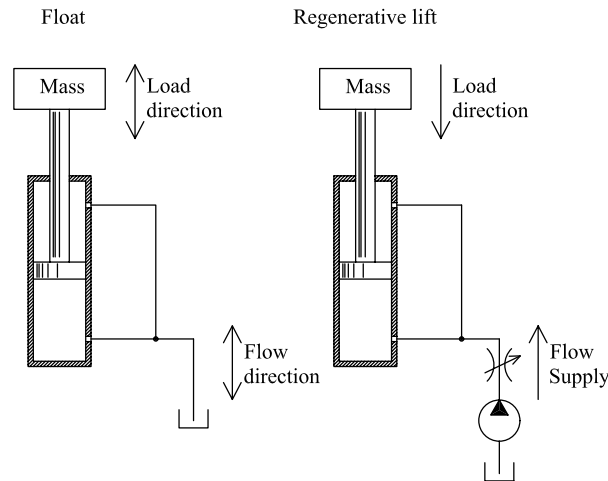 Float
Regenerative lift
Mass
Load
direction
Mass
Load
direction
Flow
direction
Flow
Supply